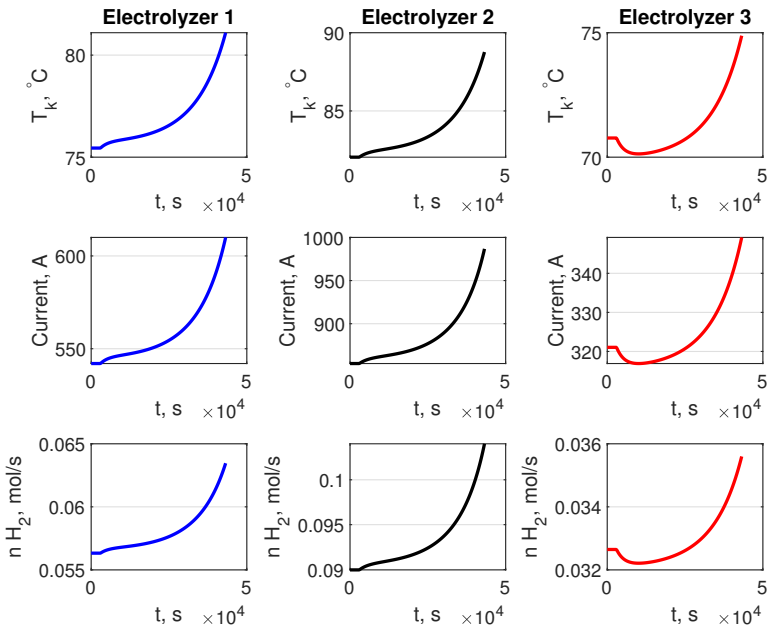 Electrolyzer 1
Electrolyzer 2
Electrolyzer 3
T_k, °C
80
75
0
5
t, s
×10^4
T_k, °C
90
85
0
5
t, s
×10^4
T_k, °C
75
70
0
5
t, s
×10^4
Current, A
600
550
0
5
t, s
×10^4
Current, A
1000
950
900
0
5
t, s
×10^4
Current, A
340
330
320
0
5
t, s
×10^4
n H_2, mol/s
0.065
0.06
0.055
0
5
t, s
×10^4
n H_2, mol/s
0.1
0.095
0.09
0
5
t, s
×10^4
n H_2, mol/s
0.036
0.034
0.032
0
5
t, s
×10^4